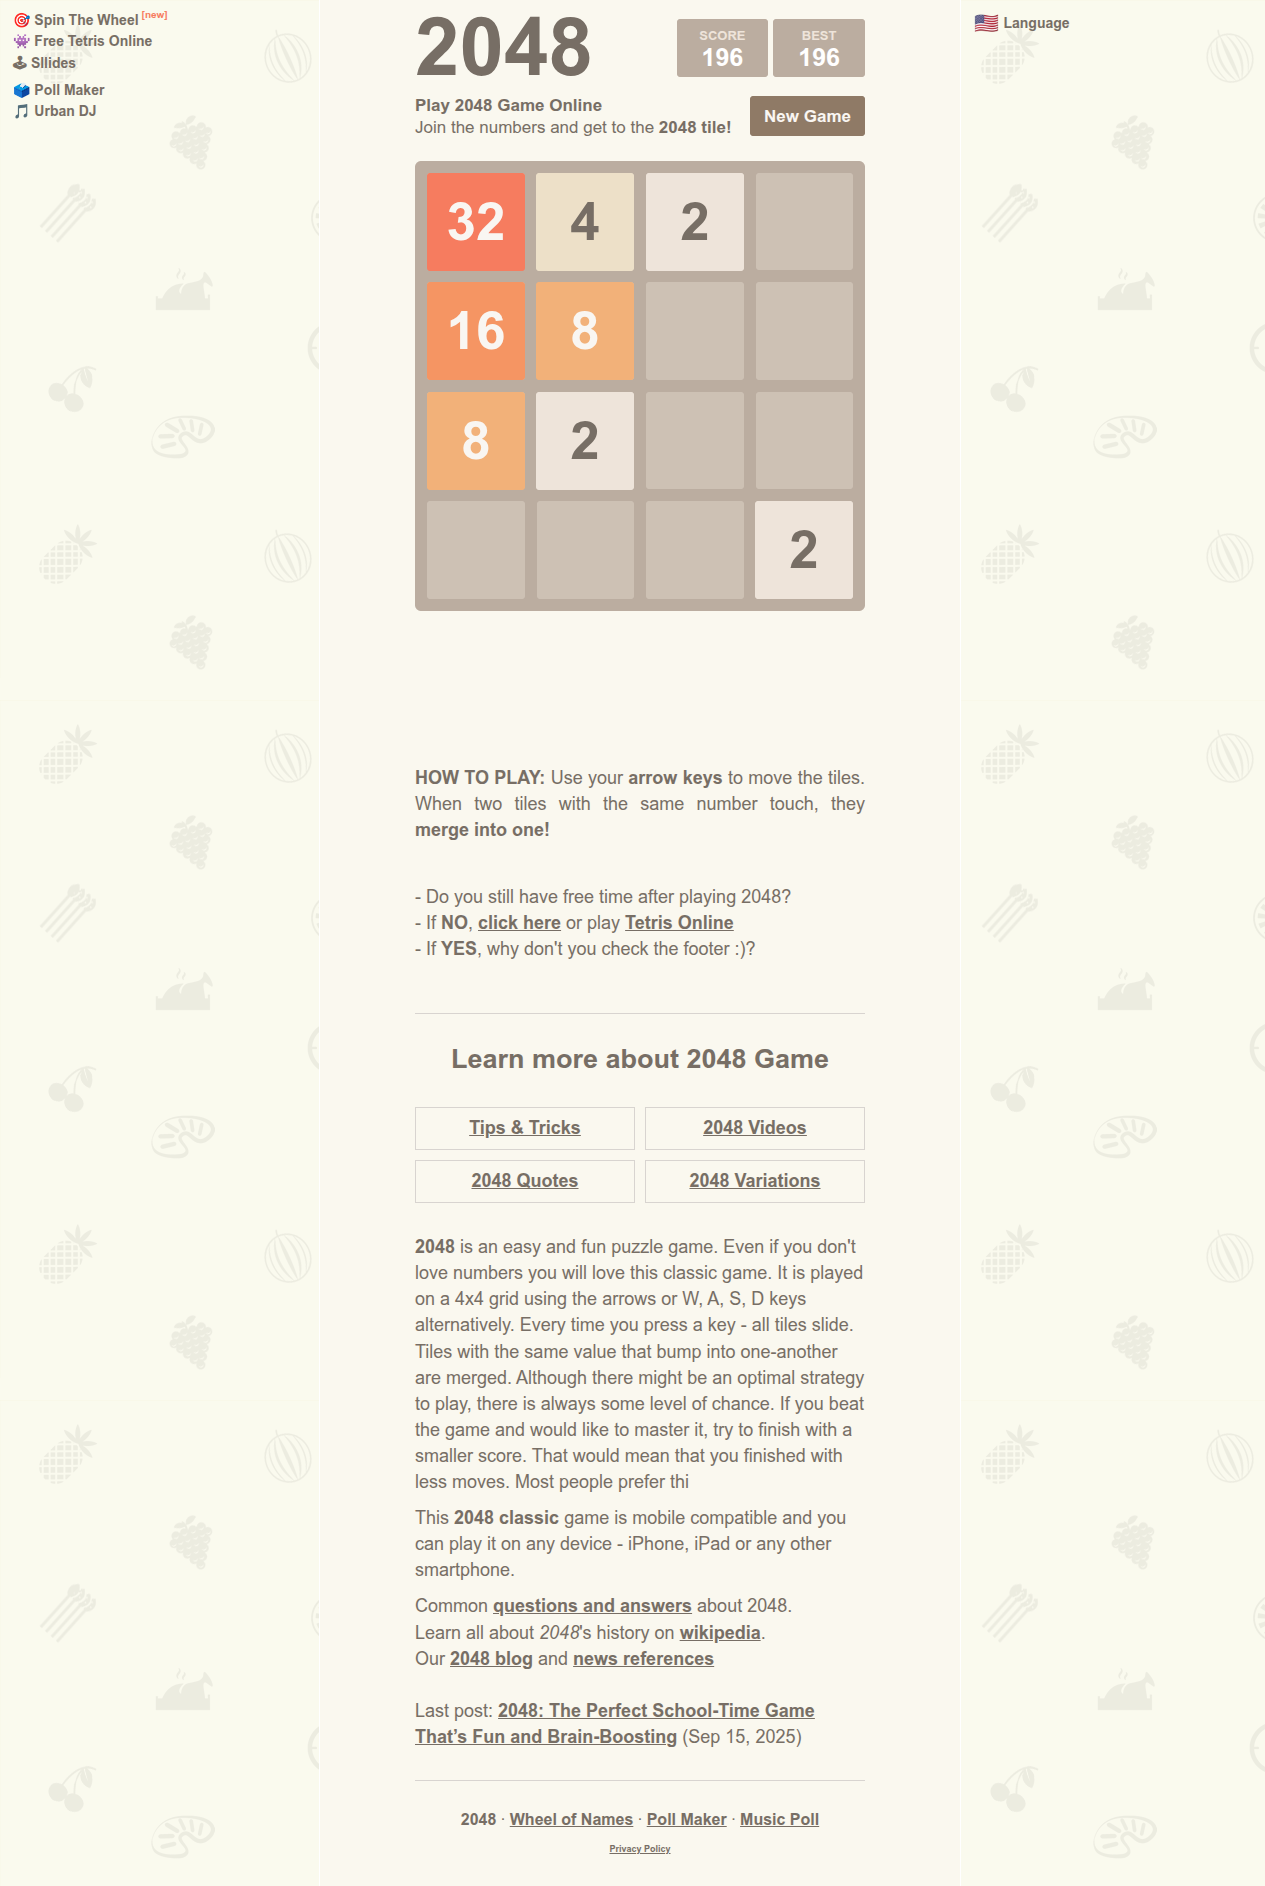 🎯 Spin The Wheel [new]
👾 Free Tetris Online
🕹 Sllides
🗳 Poll Maker
🎵 Urban DJ
🇺🇸 Language
2048
SCORE
196
BEST
196
Play 2048 Game Online
Join the numbers and get to the 2048 tile!
New Game
32 4 2
16 8
8 2
2
HOW TO PLAY: Use your arrow keys to move the tiles.
When two tiles with the same number touch, they
merge into one!
- Do you still have free time after playing 2048?
- If NO, click here or play Tetris Online
- If YES, why don't you check the footer :)?
Learn more about 2048 Game
Tips & Tricks
2048 Videos
2048 Quotes
2048 Variations
2048 is an easy and fun puzzle game. Even if you don't
love numbers you will love this classic game. It is played
on a 4x4 grid using the arrows or W, A, S, D keys
alternatively. Every time you press a key - all tiles slide.
Tiles with the same value that bump into one-another
are merged. Although there might be an optimal strategy
to play, there is always some level of chance. If you beat
the game and would like to master it, try to finish with a
smaller score. That would mean that you finished with
less moves. Most people prefer thi
This 2048 classic game is mobile compatible and you
can play it on any device - iPhone, iPad or any other
smartphone.
Common questions and answers about 2048.
Learn all about 2048's history on wikipedia.
Our 2048 blog and news references
Last post: 2048: The Perfect School-Time Game
That’s Fun and Brain-Boosting (Sep 15, 2025)
2048 · Wheel of Names · Poll Maker · Music Poll
Privacy Policy